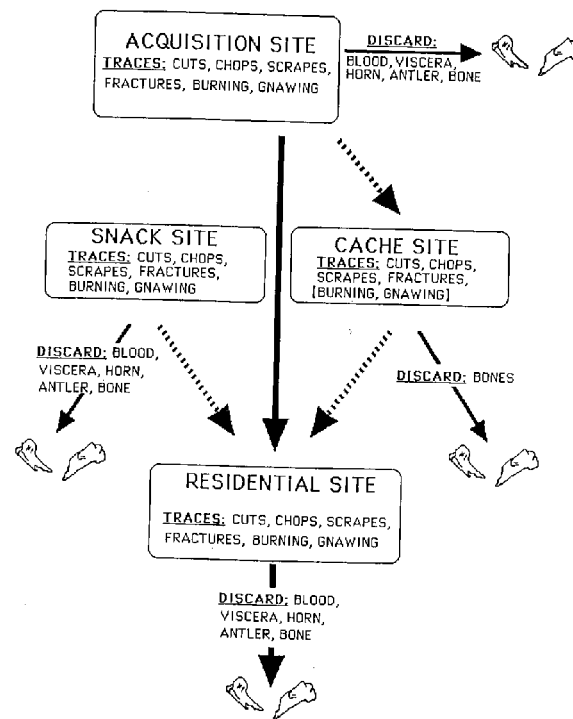 ACQUISITION SITE
TRACES: CUTS, CHOPS, SCRAPES,
FRACTURES, BURNING, GNAWING
DISCARD:
BLOOD, VISCERA,
HORN, ANTLER, BONE
SNACK SITE
TRACES: CUTS, CHOPS,
SCRAPES, FRACTURES,
BURNING, GNAWING
CACHE SITE
TRACES: CUTS, CHOPS,
SCRAPES, FRACTURES,
[BURNING, GNAWING]
DISCARD: BLOOD,
VISCERA, HORN,
ANTLER, BONE
DISCARD: BONES
RESIDENTIAL SITE
TRACES: CUTS, CHOPS, SCRAPES,
FRACTURES, BURNING, GNAWING
DISCARD: BLOOD,
VISCERA, HORN,
ANTLER, BONE